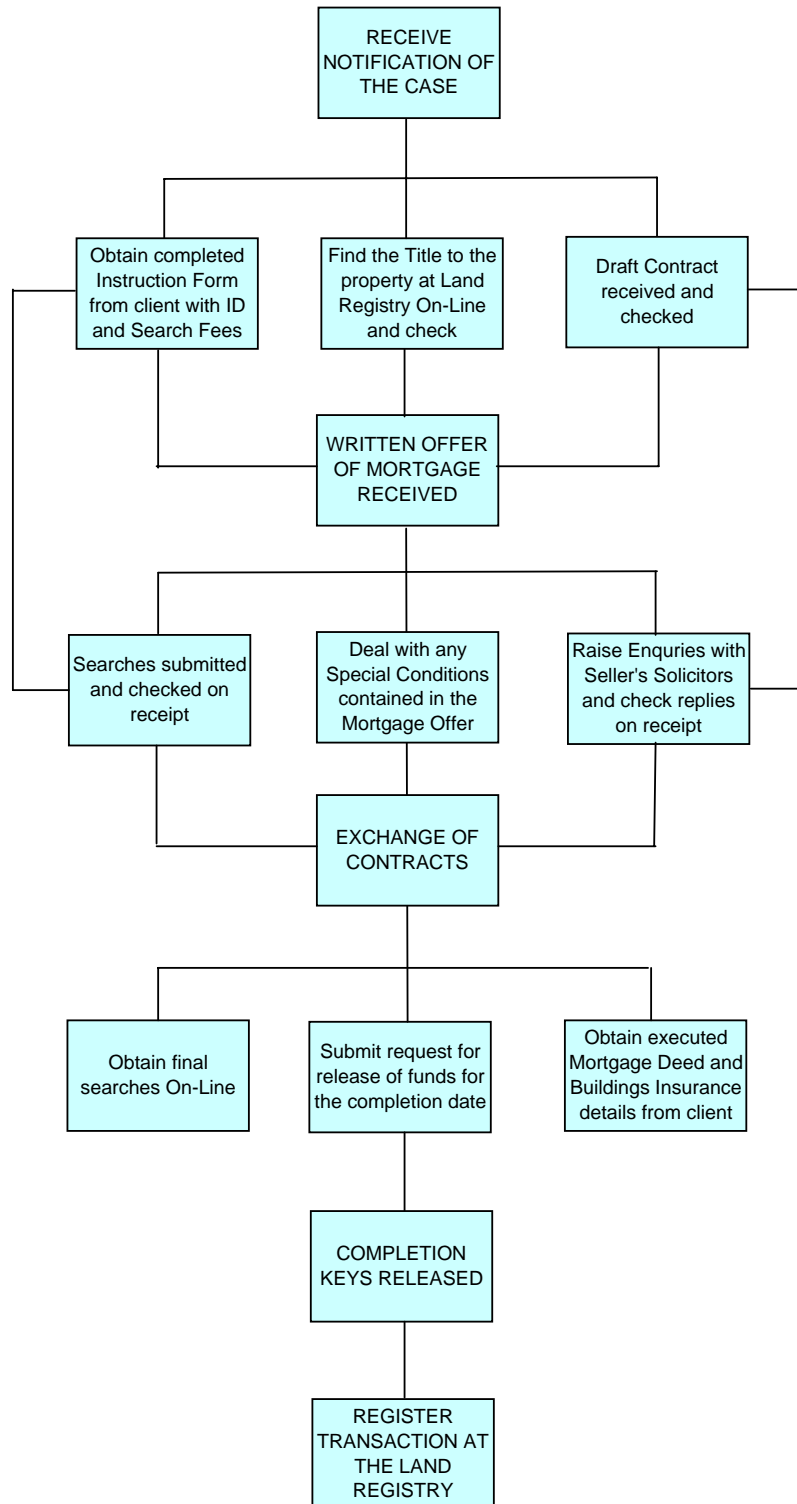 RECEIVE
NOTIFICATION OF
THE CASE
Obtain completed
Instruction Form
from client with ID
and Search Fees
Find the Title to the
property at Land
Registry On-Line
and check
Draft Contract
received and
checked
WRITTEN OFFER
OF MORTGAGE
RECEIVED
Searches submitted
and checked on
receipt
Deal with any
Special Conditions
contained in the
Mortgage Offer
Raise Enquries with
Seller's Solicitors
and check replies
on receipt
EXCHANGE OF
CONTRACTS
Obtain final
searches On-Line
Submit request for
release of funds for
the completion date
Obtain executed
Mortgage Deed and
Buildings Insurance
details from client
COMPLETION
KEYS RELEASED
REGISTER
TRANSACTION AT
THE LAND
REGISTRY